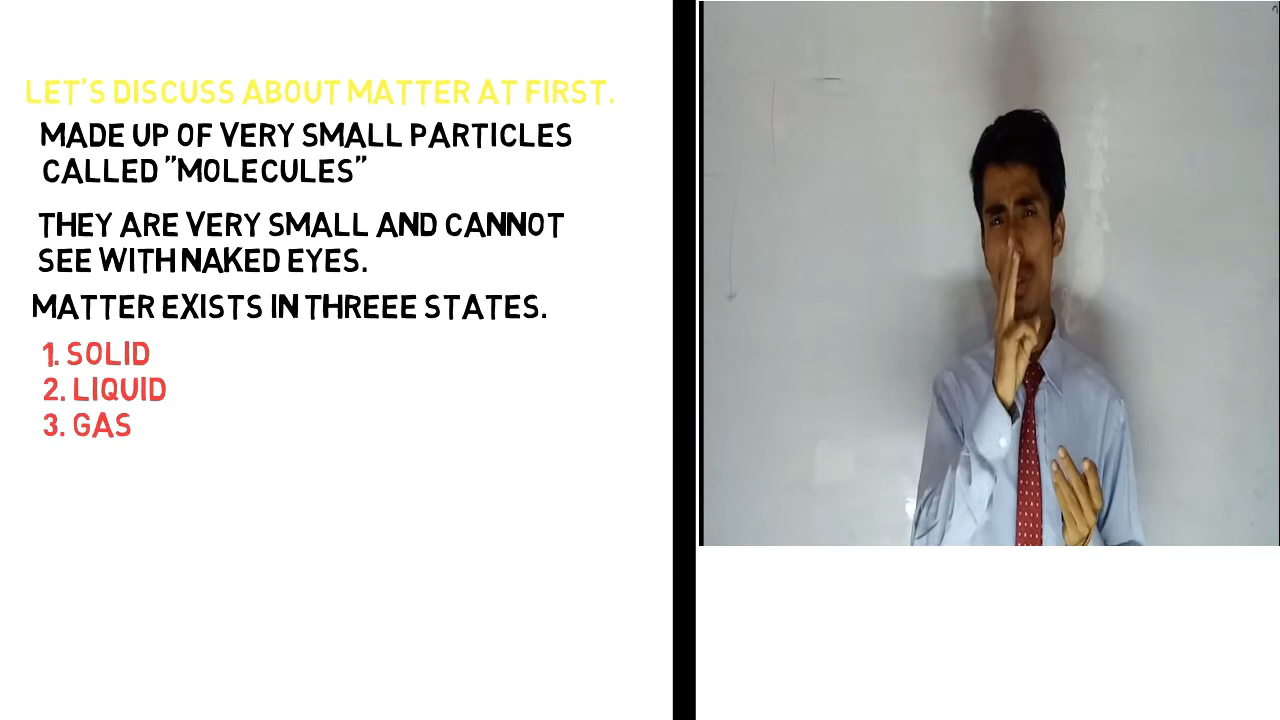 LET'S DISCUSS ABOUT MATTER AT FIRST.
MADE UP OF VERY SMALL PARTICLES
CALLED "MOLECULES"
THEY ARE VERY SMALL AND CANNOT
SEE WITH NAKED EYES.
MATTER EXISTS IN THREEE STATES.
1. SOLID
2. LIQUID
3. GAS